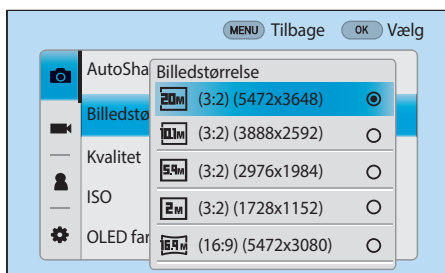 MENU Tilbage OK Vælg
AutoSha
Billedstørrelse
20M (3:2) (5472x3648)
Billedstø
10.1M (3:2) (3888x2592)
Kvalitet
5.9M (3:2) (2976x1984)
ISO
2M (3:2) (1728x1152)
OLED far
16.9M (16:9) (5472x3080)